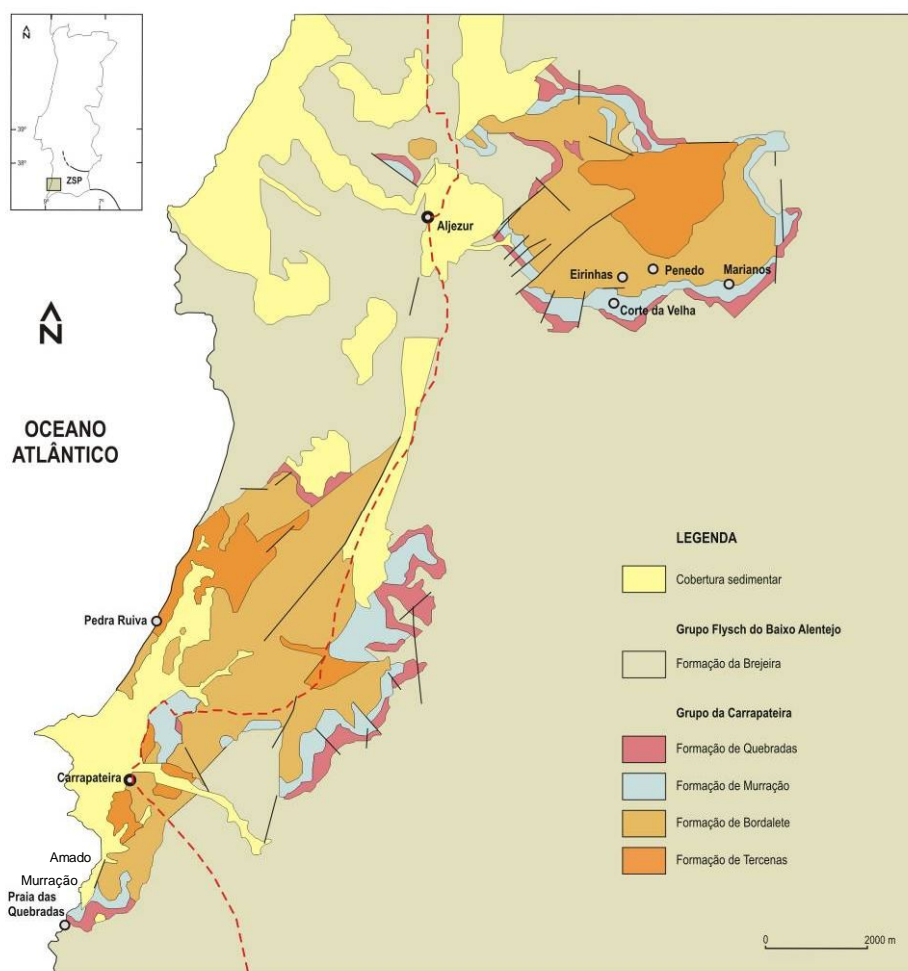 N
39°
38°
ZSP
9°
7°
N
OCEANO
ATLÂNTICO
Aljezur
Eirinhas
Penedo
Marianos
Corte da Velha
Pedra Ruiva
Carrapateira
Amado
Murração
Praia das
Quebradas
LEGENDA
Cobertura sedimentar
Grupo Flysch do Baixo Alentejo
Formação da Brejeira
Grupo da Carrapateira
Formação de Quebradas
Formação de Murração
Formação de Bordalete
Formação de Tercenas
0
2000 m